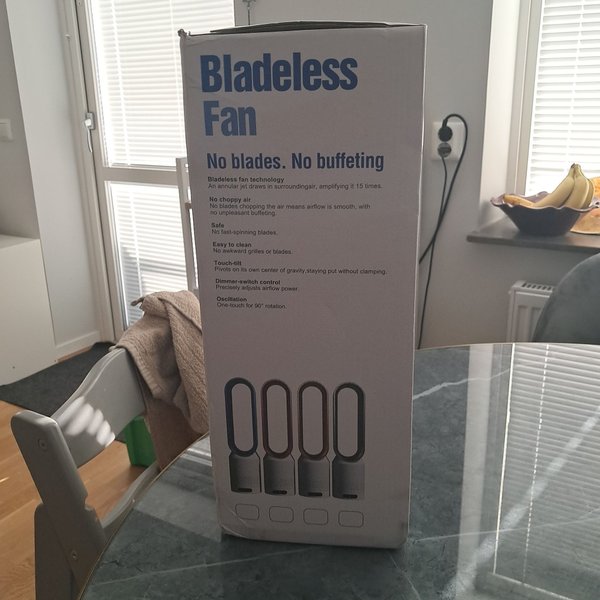 Bladeless
Fan
No blades. No buffeting
Bladeless fan technology
An annular jet draws in surroundingair, amplifying it 15 times.
No choppy air
No blades chopping the air means airflow is smooth, with
no unpleasant buffeting.
Safe
No fast-spinning blades.
Easy to clean
No awkward grilles or blades.
Touch-tilt
Pivots on its own center of gravity,staying put without clamping.
Dimmer-switch control
Precisely adjusts airflow power.
Oscillation
One-touch for 90° rotation.